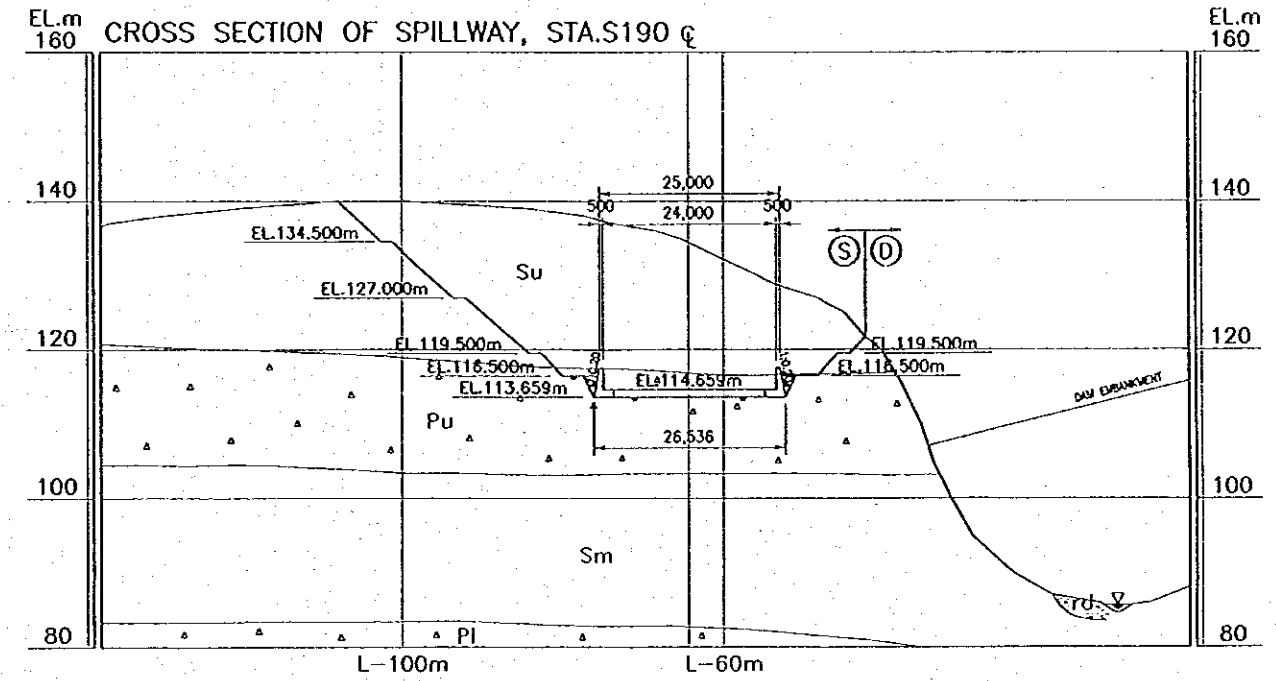 EL.m
EL.m
160 CROSS SECTION OF SPILLWAY, STA.S190 ℄ 160
25,000
140 140
500 24,000 500
EL.134.500m
S D
Su
EL.127.000m
120 120
EL.119.500m EL.119.500m
EL.116.500m EL.116.500m
EL.113.659m EL.114.659m
DAM EMBANKMENT
Pu
26,536
100 100
Sm
rd
80 Pl 80
L-100m L-60m